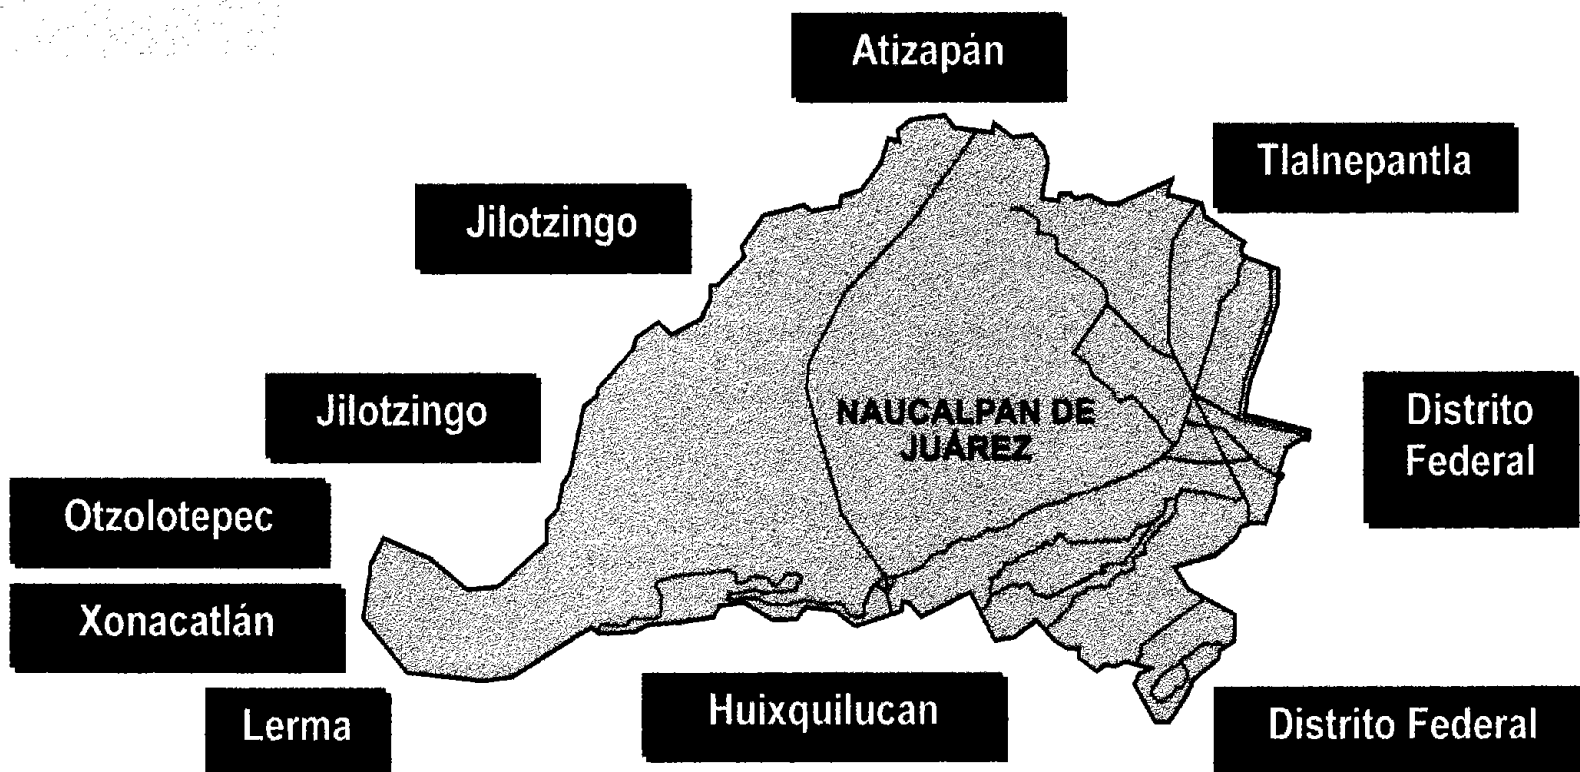 Atizapán
Tlalnepantla
Jilotzingo
Jilotzingo
NAUCALPAN DE
JUÁREZ
Distrito
Federal
Otzolotepec
Xonacatlán
Lerma
Huixquilucan
Distrito Federal